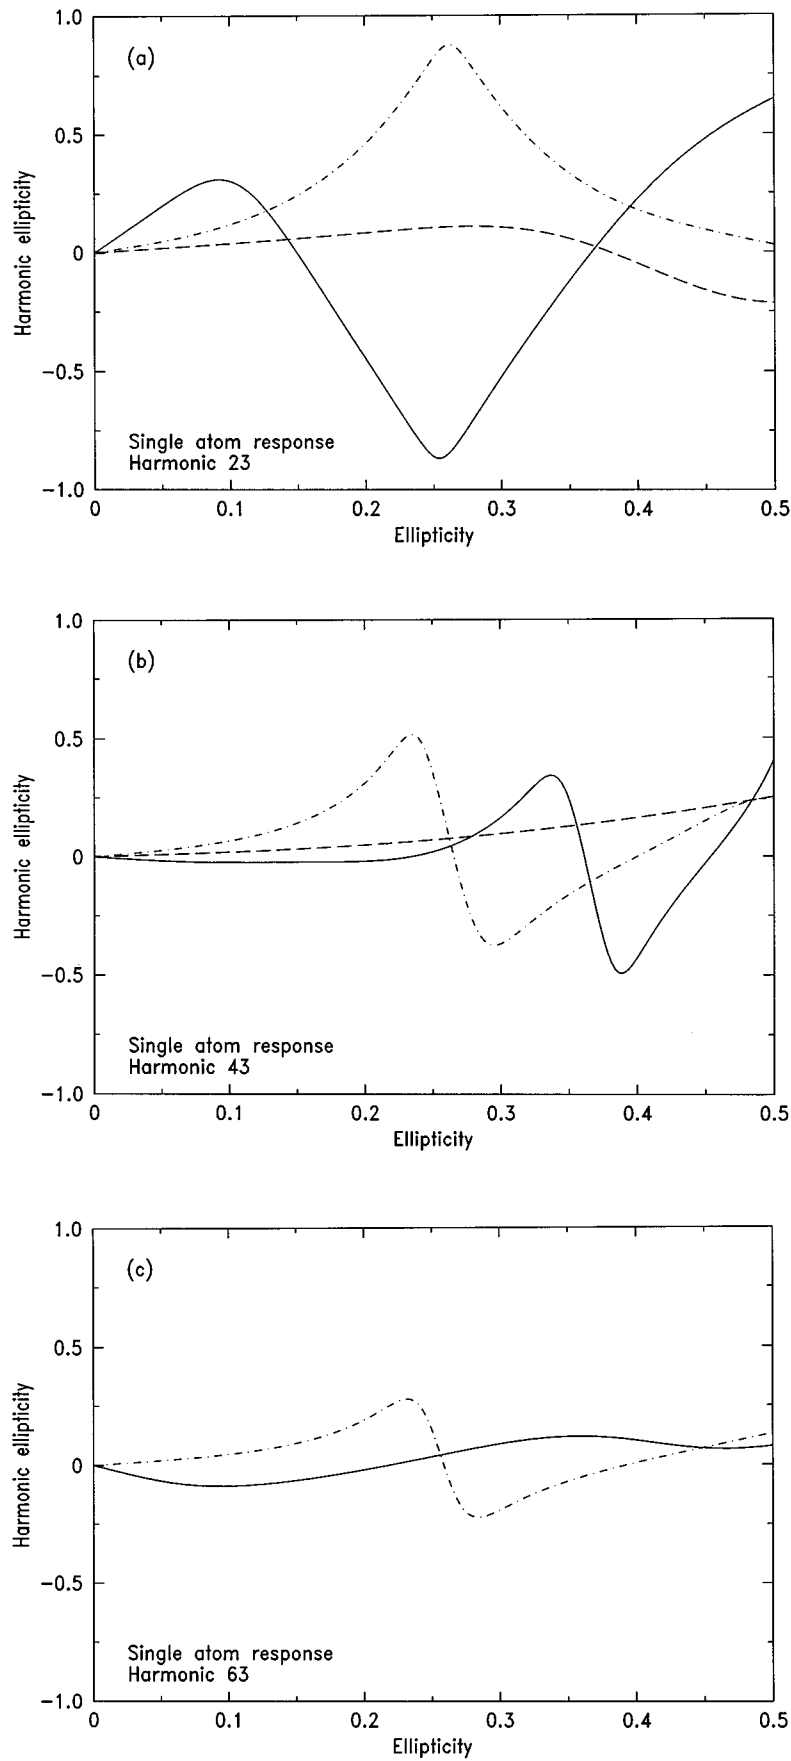 1.0
(a)
0.5
0
−0.5
−1.0
Harmonic ellipticity
Single atom response
Harmonic 23
0 0.1 0.2 0.3 0.4 0.5
Ellipticity
1.0
(b)
0.5
0
−0.5
−1.0
Harmonic ellipticity
Single atom response
Harmonic 43
0 0.1 0.2 0.3 0.4 0.5
Ellipticity
1.0
(c)
0.5
0
−0.5
−1.0
Harmonic ellipticity
Single atom response
Harmonic 63
0 0.1 0.2 0.3 0.4 0.5
Ellipticity